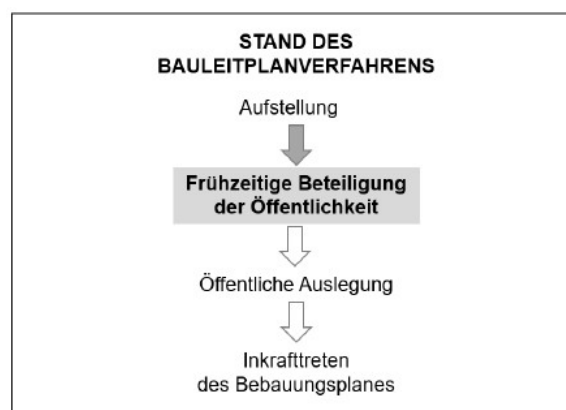 STAND DES
BAULEITPLANVERFAHRENS
Aufstellung
Frühzeitige Beteiligung
der Öffentlichkeit
Öffentliche Auslegung
Inkrafttreten
des Bebauungsplanes